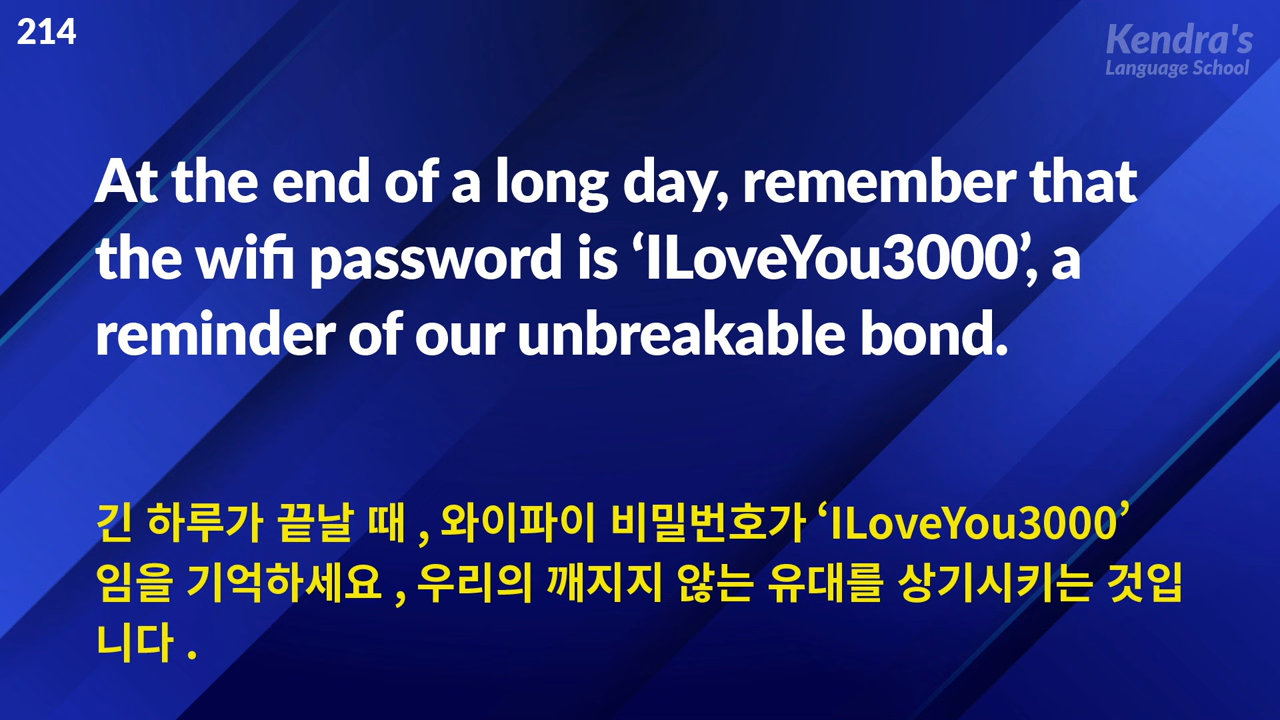 214
Kendra's
Language School
At the end of a long day, remember that
the wifi password is ‘ILoveYou3000’, a
reminder of our unbreakable bond.
긴 하루가 끝날 때 , 와이파이 비밀번호가 ‘ILoveYou3000’
임을 기억하세요 , 우리의 깨지지 않는 유대를 상기시키는 것입
니다 .